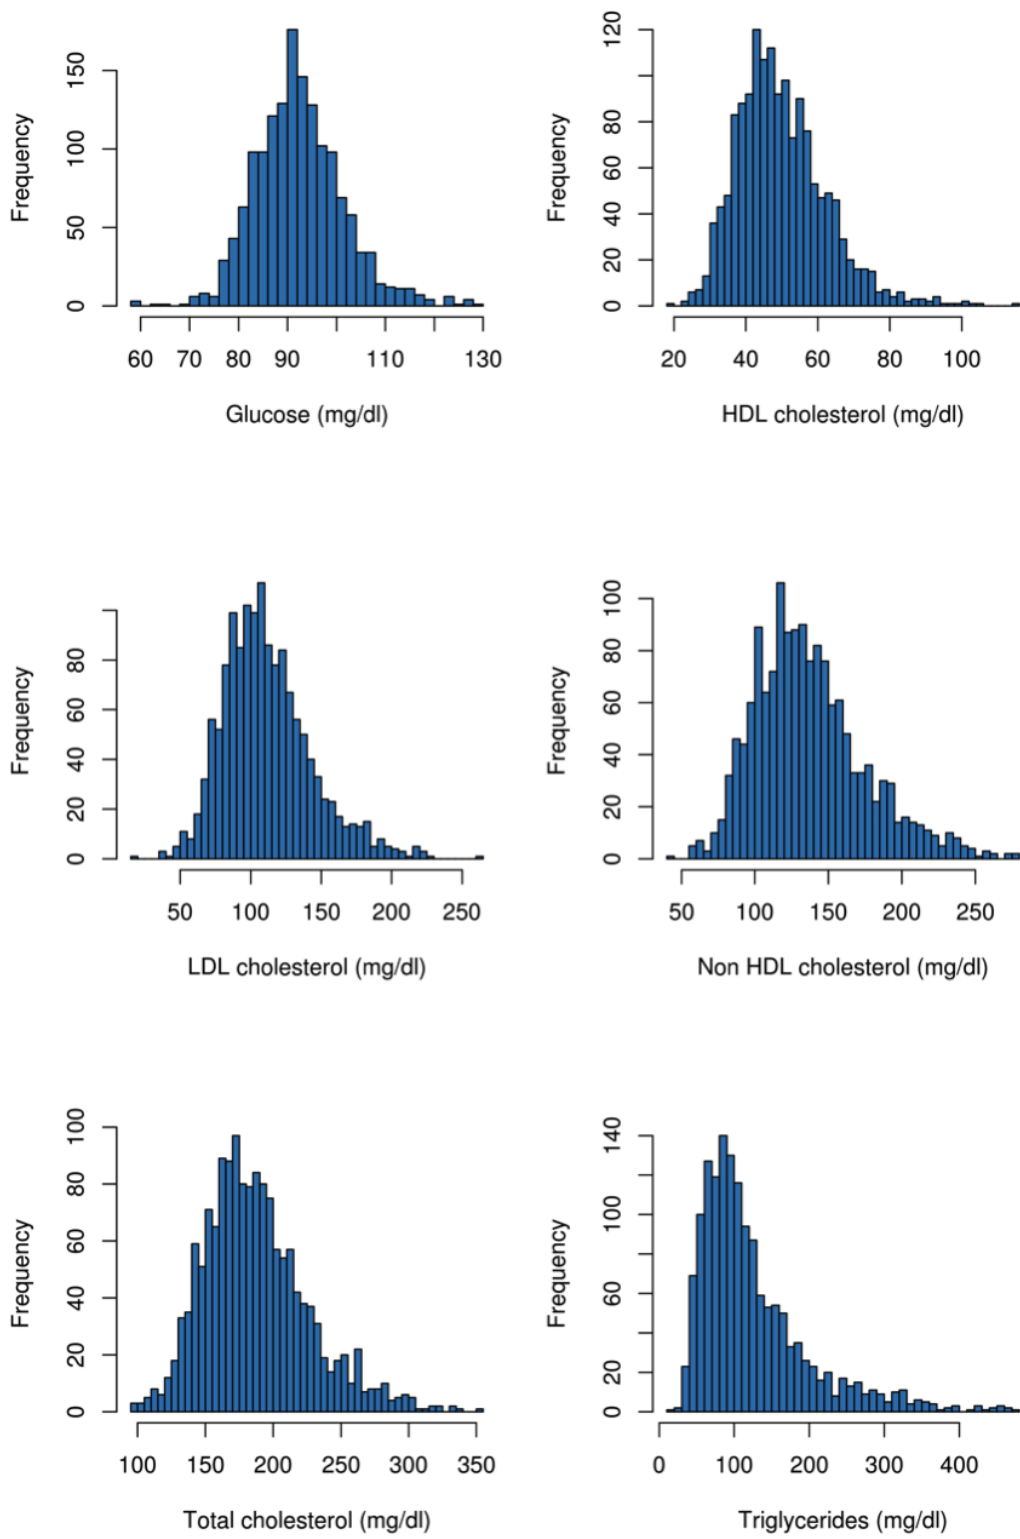 Frequency
0 50 100 150
60 70 80 90 110 130
Glucose (mg/dl)
Frequency
0 20 40 60 80 120
20 40 60 80 100
HDL cholesterol (mg/dl)
Frequency
0 20 40 60 80
50 100 150 200 250
LDL cholesterol (mg/dl)
Frequency
0 20 40 60 80 100
50 100 150 200 250
Non HDL cholesterol (mg/dl)
Frequency
0 20 40 60 80 100
100 150 200 250 300 350
Total cholesterol (mg/dl)
Frequency
0 20 60 100 140
0 100 200 300 400
Triglycerides (mg/dl)